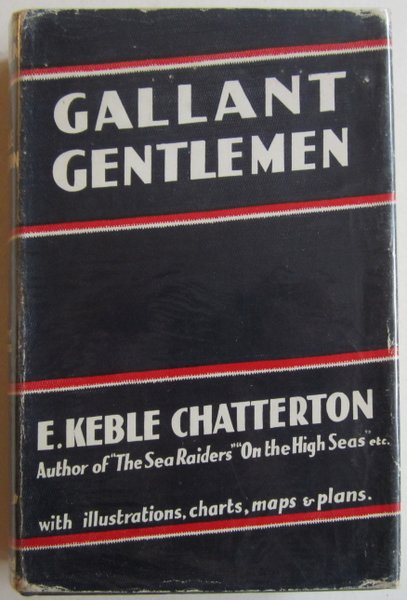 GALLANT
GENTLEMEN
E. KEBLE CHATTERTON
Author of "The Sea Raiders" "On the High Seas" etc.
with illustrations, charts, maps & plans.